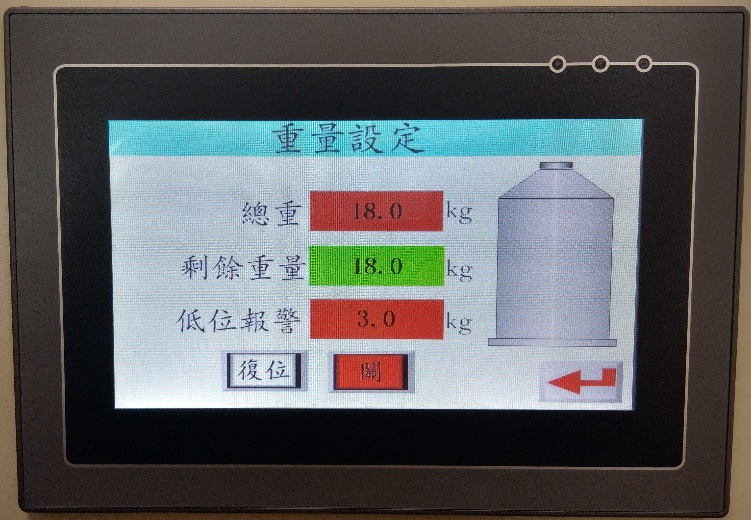 重量設定
總重 18.0 kg
剩餘重量 18.0 kg
低位報警 3.0 kg
復位 關